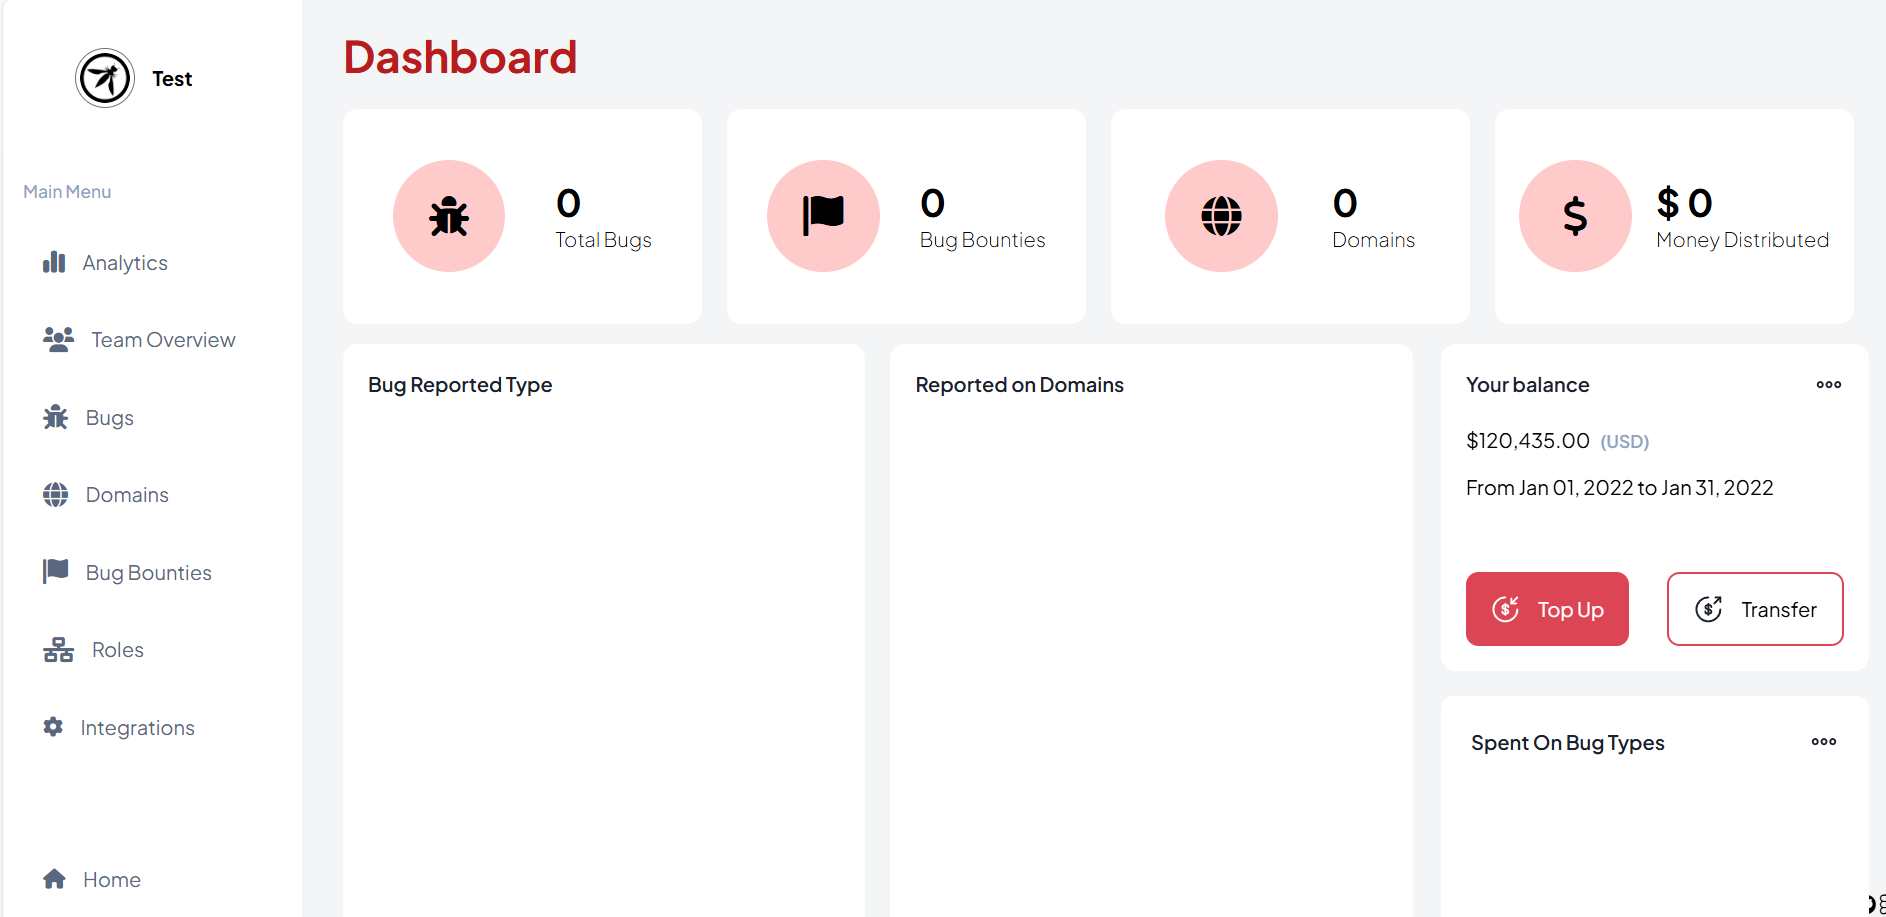 Test
Main Menu
Analytics
Team Overview
Bugs
Domains
Bug Bounties
Roles
Integrations
Home
Dashboard
0
Total Bugs
0
Bug Bounties
0
Domains
$ 0
Money Distributed
Bug Reported Type
Reported on Domains
Your balance
$120,435.00 (USD)
From Jan 01, 2022 to Jan 31, 2022
Top Up
Transfer
Spent On Bug Types